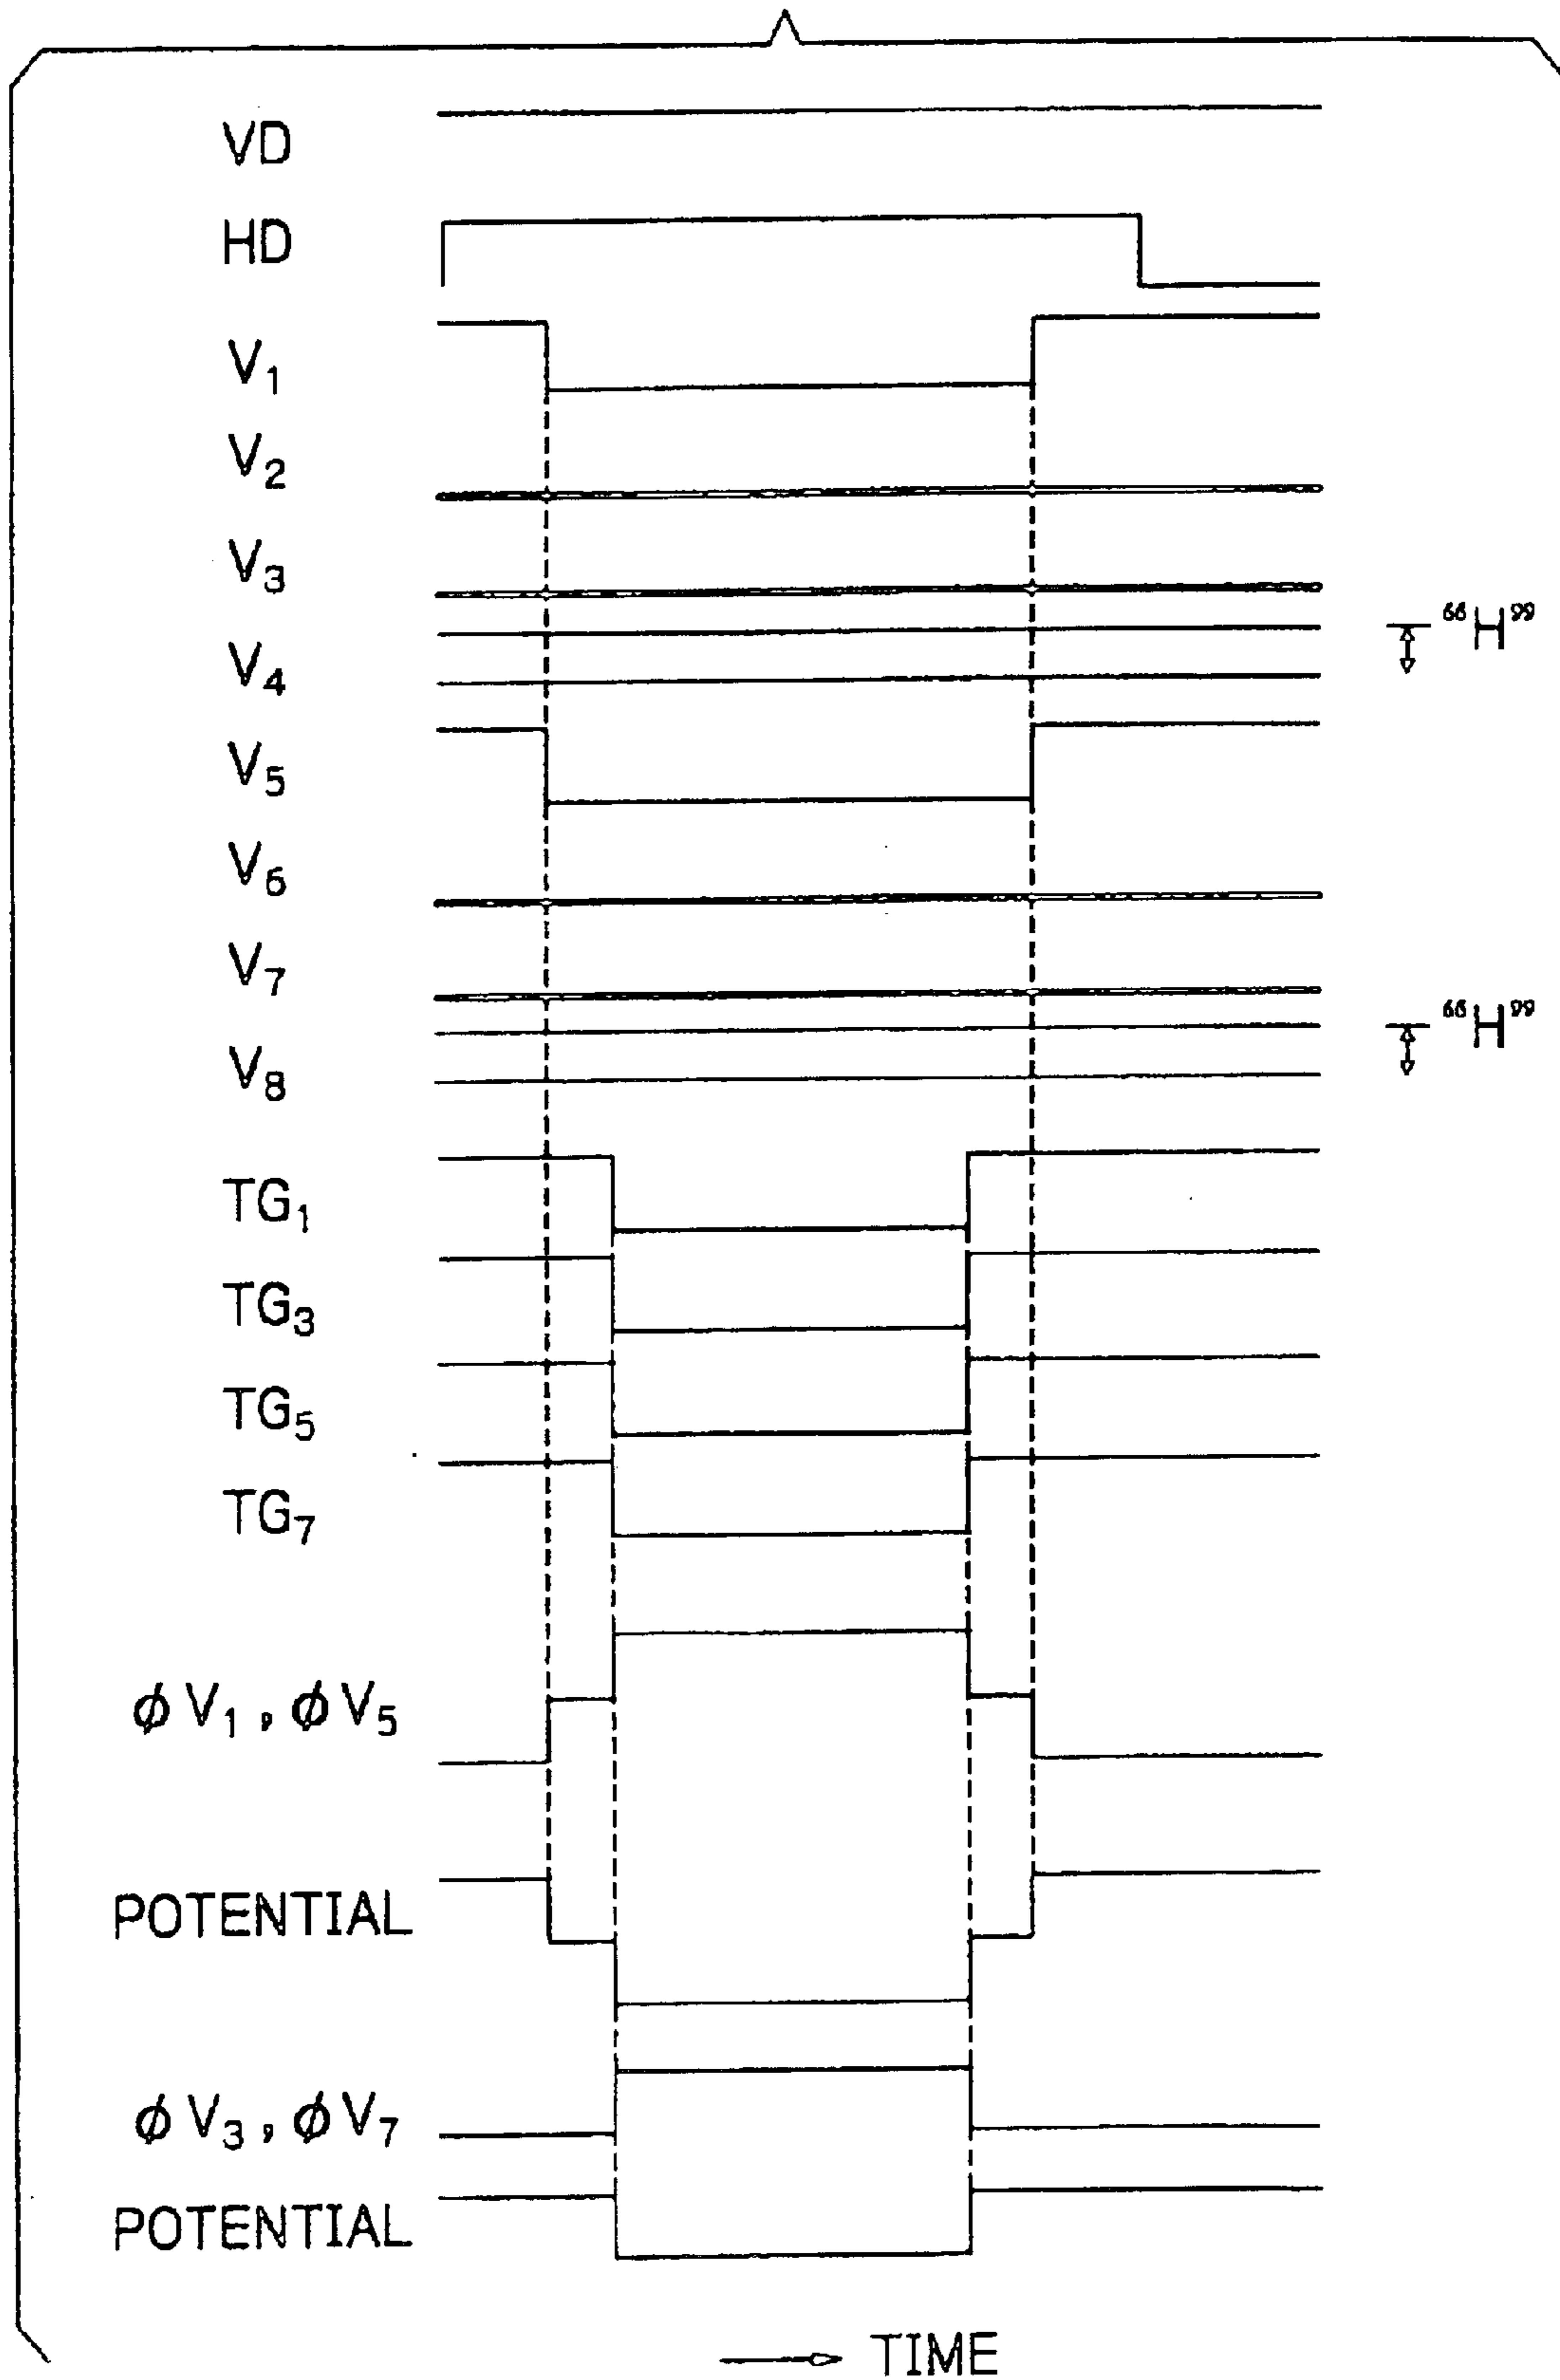 VD
HD
V₁
V₂
V₃
V₄ “H”
V₅
V₆
V₇
V₈ “H”
TG₁
TG₃
TG₅
TG₇
ϕV₁, ϕV₅
POTENTIAL
ϕV₃, ϕV₇
POTENTIAL
TIME